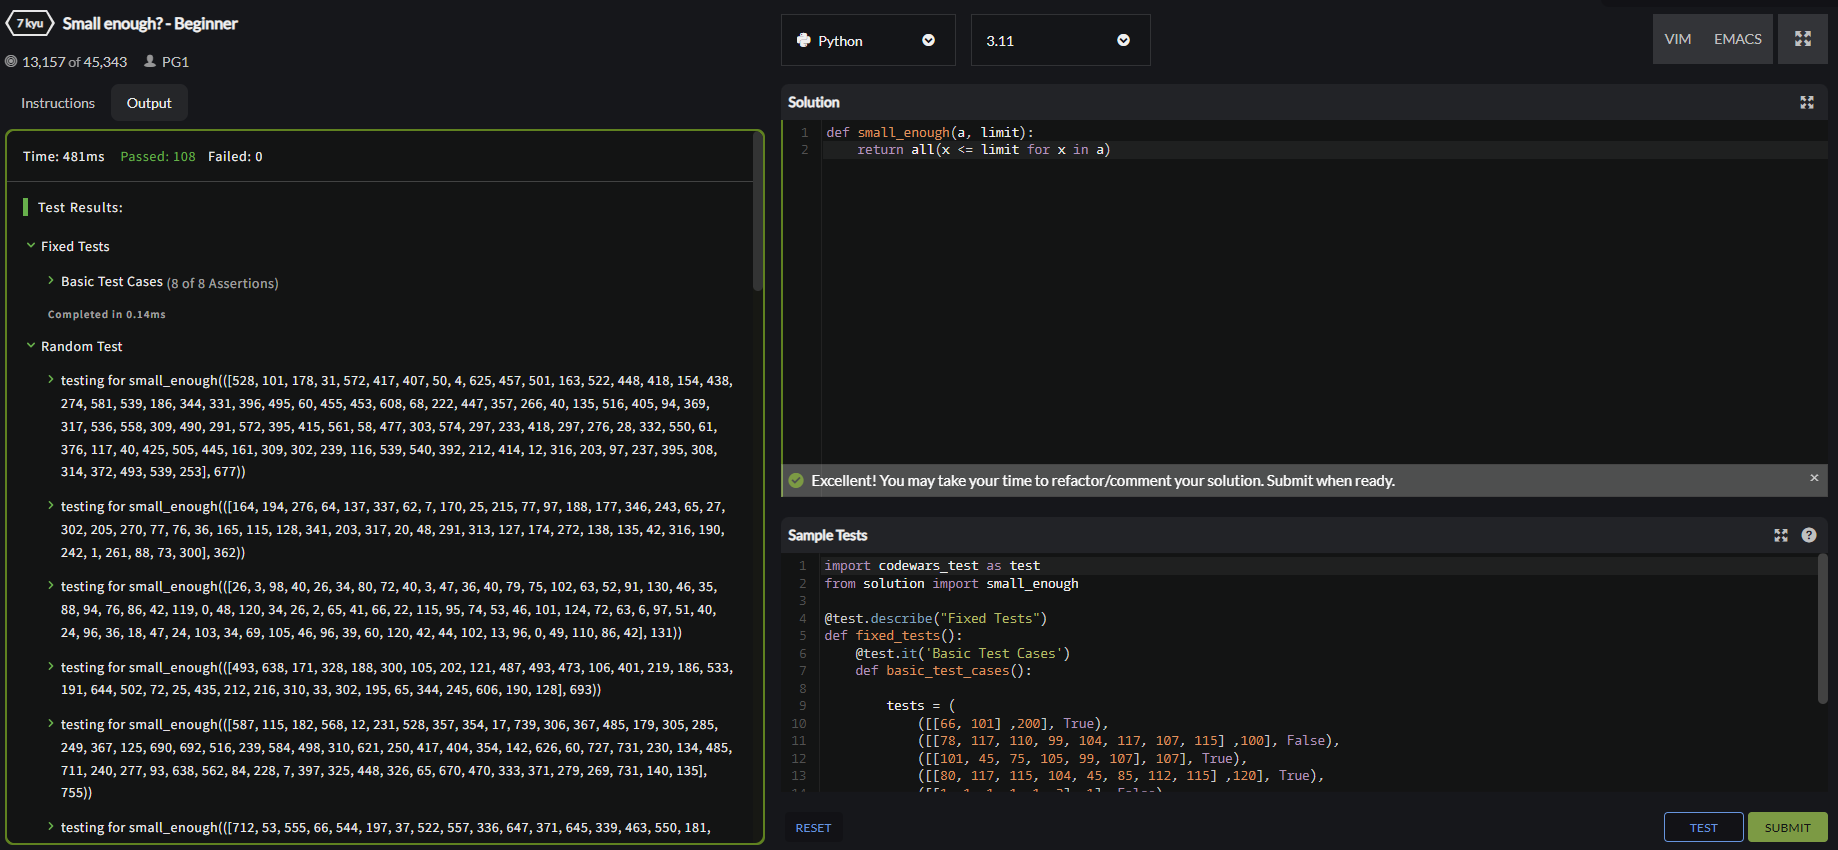 7 kyu Small enough? - Beginner
13,157 of 45,343 PG1
Instructions Output
Time: 481ms Passed: 108 Failed: 0
Test Results:
Fixed Tests
Basic Test Cases (8 of 8 Assertions)
Completed in 0.14ms
Random Test
testing for small_enough(([528, 101, 178, 31, 572, 417, 407, 50, 4, 625, 457, 501, 163, 522, 448, 418, 154, 438,
274, 581, 539, 186, 344, 331, 396, 495, 60, 455, 453, 608, 68, 222, 447, 357, 266, 40, 135, 516, 405, 94, 369,
317, 536, 558, 309, 490, 291, 572, 395, 415, 561, 58, 477, 303, 574, 297, 233, 418, 297, 276, 28, 332, 550, 61,
376, 117, 40, 425, 505, 445, 161, 309, 302, 239, 116, 539, 540, 392, 212, 414, 12, 316, 203, 97, 237, 395, 308,
314, 372, 493, 539, 253], 677))
testing for small_enough(([164, 194, 276, 64, 137, 337, 62, 7, 170, 25, 215, 77, 97, 188, 177, 346, 243, 65, 27,
302, 205, 270, 77, 76, 36, 165, 115, 128, 341, 203, 317, 20, 48, 291, 313, 127, 174, 272, 138, 135, 42, 316, 190,
242, 1, 261, 88, 73, 300], 362))
testing for small_enough(([26, 3, 98, 40, 26, 34, 80, 72, 40, 3, 47, 36, 40, 79, 75, 102, 63, 52, 91, 130, 46, 35,
88, 94, 76, 86, 42, 119, 0, 48, 120, 34, 26, 2, 65, 41, 66, 22, 115, 95, 74, 53, 46, 101, 124, 72, 63, 6, 97, 51, 40,
24, 96, 36, 18, 47, 24, 103, 34, 69, 105, 46, 96, 39, 60, 120, 42, 44, 102, 13, 96, 0, 49, 110, 86, 42], 131))
testing for small_enough(([493, 638, 171, 328, 188, 300, 105, 202, 121, 487, 493, 473, 106, 401, 219, 186, 533,
191, 644, 502, 72, 25, 435, 212, 216, 310, 33, 302, 195, 65, 344, 245, 606, 190, 128], 693))
testing for small_enough(([587, 115, 182, 568, 12, 231, 528, 357, 354, 17, 739, 306, 367, 485, 179, 305, 285,
249, 367, 125, 690, 692, 516, 239, 584, 498, 310, 621, 250, 417, 404, 354, 142, 626, 60, 727, 731, 230, 134, 485,
711, 240, 277, 93, 638, 562, 84, 228, 7, 397, 325, 448, 326, 65, 670, 470, 333, 371, 279, 269, 731, 140, 135],
755))
testing for small_enough(([712, 53, 555, 66, 544, 197, 37, 522, 557, 336, 647, 371, 645, 339, 463, 550, 181,
Python 3.11 VIM EMACS
Solution
1 def small_enough(a, limit):
2     return all(x <= limit for x in a)
Excellent! You may take your time to refactor/comment your solution. Submit when ready. ×
Sample Tests ?
1 import codewars_test as test
2 from solution import small_enough
3
4 @test.describe("Fixed Tests")
5 def fixed_tests():
6     @test.it('Basic Test Cases')
7     def basic_test_cases():
8
9         tests = (
10             ([[66, 101] ,200], True),
11             ([[78, 117, 110, 99, 104, 117, 107, 115] ,100], False),
12             ([[101, 45, 75, 105, 99, 107], 107], True),
13             ([[80, 117, 115, 104, 45, 85, 112, 115] ,120], True),
RESET TEST SUBMIT